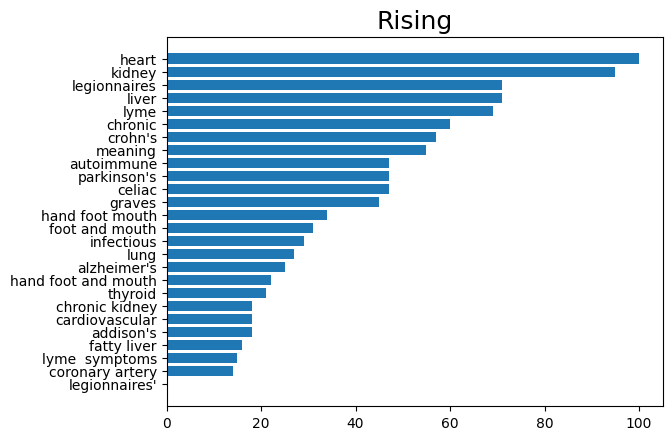 Rising
heart
kidney
legionnaires
liver
lyme
chronic
crohn's
meaning
autoimmune
parkinson's
celiac
graves
hand foot mouth
foot and mouth
infectious
lung
alzheimer's
hand foot and mouth
thyroid
chronic kidney
cardiovascular
addison's
fatty liver
lyme  symptoms
coronary artery
legionnaires'
0 20 40 60 80 100